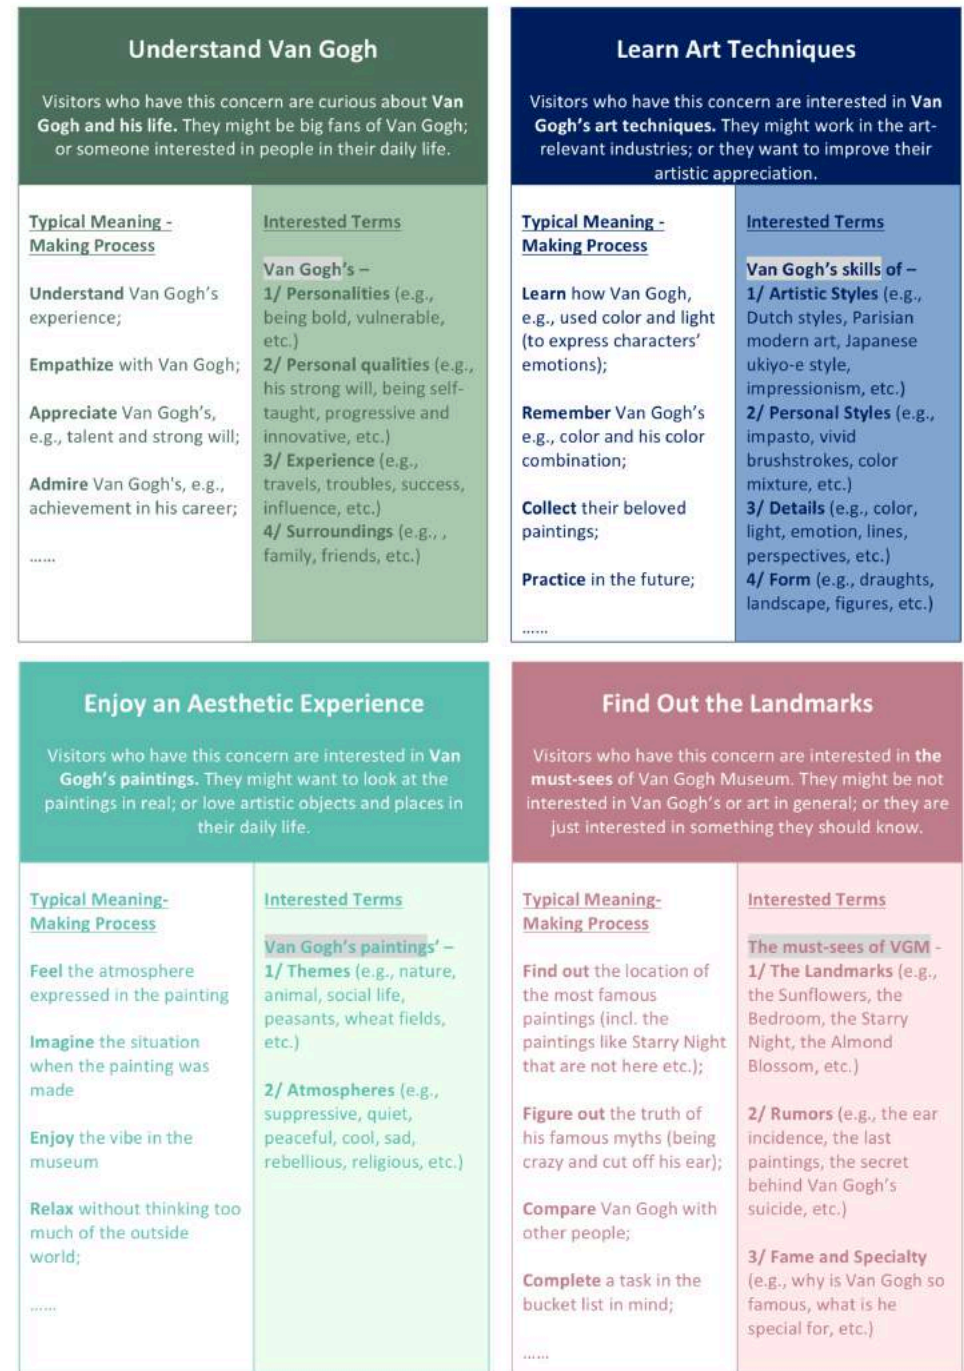 Understand Van Gogh
Visitors who have this concern are curious about Van
Gogh and his life. They might be big fans of Van Gogh;
or someone interested in people in their daily life.
Typical Meaning -
Making Process
Understand Van Gogh's
experience;
Empathize with Van Gogh;
Appreciate Van Gogh's,
e.g., talent and strong will;
Admire Van Gogh's, e.g.,
achievement in his career;
......
Interested Terms
Van Gogh's –
1/ Personalities (e.g.,
being bold, vulnerable,
etc.)
2/ Personal qualities (e.g.,
his strong will, being self-
taught, progressive and
innovative, etc.)
3/ Experience (e.g.,
travels, troubles, success,
influence, etc.)
4/ Surroundings (e.g., ,
family, friends, etc.)
Learn Art Techniques
Visitors who have this concern are interested in Van
Gogh's art techniques. They might work in the art-
relevant industries; or they want to improve their
artistic appreciation.
Typical Meaning -
Making Process
Learn how Van Gogh,
e.g., used color and light
(to express characters'
emotions);
Remember Van Gogh's
e.g., color and his color
combination;
Collect their beloved
paintings;
Practice in the future;
......
Interested Terms
Van Gogh's skills of –
1/ Artistic Styles (e.g.,
Dutch styles, Parisian
modern art, Japanese
ukiyo-e style,
impressionism, etc.)
2/ Personal Styles (e.g.,
impasto, vivid
brushstrokes, color
mixture, etc.)
3/ Details (e.g., color,
light, emotion, lines,
perspectives, etc.)
4/ Form (e.g., draughts,
landscape, figures, etc.)
Enjoy an Aesthetic Experience
Visitors who have this concern are interested in Van
Gogh's paintings. They might want to look at the
paintings in real; or love artistic objects and places in
their daily life.
Typical Meaning-
Making Process
Feel the atmosphere
expressed in the painting
Imagine the situation
when the painting was
made
Enjoy the vibe in the
museum
Relax without thinking too
much of the outside
world;
......
Interested Terms
Van Gogh's paintings' –
1/ Themes (e.g., nature,
animal, social life,
peasants, wheat fields,
etc.)
2/ Atmospheres (e.g.,
suppressive, quiet,
peaceful, cool, sad,
rebellious, religious, etc.)
Find Out the Landmarks
Visitors who have this concern are interested in the
must-sees of Van Gogh Museum. They might be not
interested in Van Gogh's or art in general; or they are
just interested in something they should know.
Typical Meaning-
Making Process
Find out the location of
the most famous
paintings (incl. the
paintings like Starry Night
that are not here etc.);
Figure out the truth of
his famous myths (being
crazy and cut off his ear);
Compare Van Gogh with
other people;
Complete a task in the
bucket list in mind;
......
Interested Terms
The must-sees of VGM -
1/ The Landmarks (e.g.,
the Sunflowers, the
Bedroom, the Starry
Night, the Almond
Blossom, etc.)
2/ Rumors (e.g., the ear
incidence, the last
paintings, the secret
behind Van Gogh's
suicide, etc.)
3/ Fame and Specialty
(e.g., why is Van Gogh so
famous, what is he
special for, etc.)